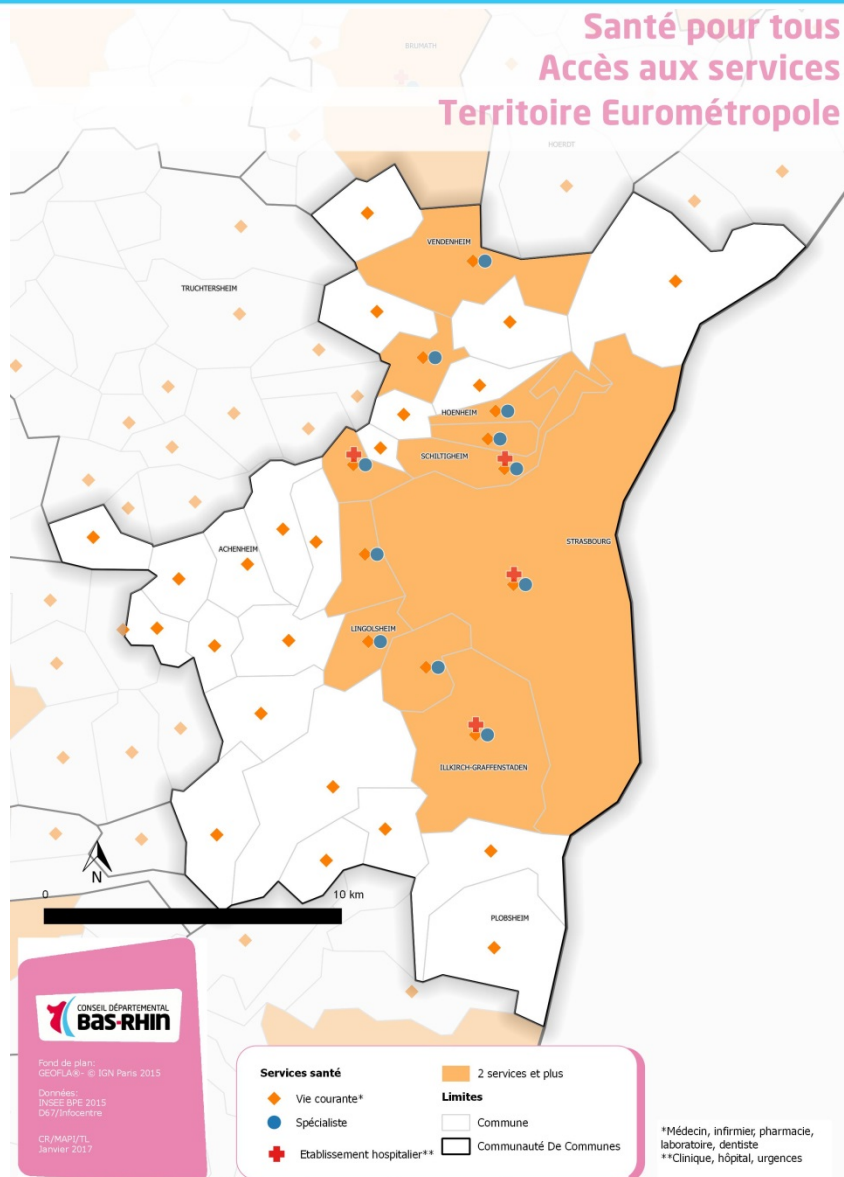 Santé pour tous
Accès aux services
Territoire Eurométropole
BRUMATH
HOERDT
VENDENHEIM
TRUCHTERSHEIM
HOENHEIM
SCHILTIGHEIM
STRASBOURG
ACHENHEIM
LINGOLSHEIM
ILLKIRCH-GRAFFENSTADEN
PLOBSHEIM
N
0 10 km
CONSEIL DÉPARTEMENTAL
BAS-RHIN
Fond de plan:
GEOFLA®- © IGN Paris 2015
Données:
INSEE BPE 2015
D67/Infocentre
CR/MAPI/TL
Janvier 2017
Services santé
Vie courante*
Spécialiste
Etablissement hospitalier**
2 services et plus
Limites
Commune
Communauté De Communes
*Médecin, infirmier, pharmacie,
laboratoire, dentiste
**Clinique, hôpital, urgences